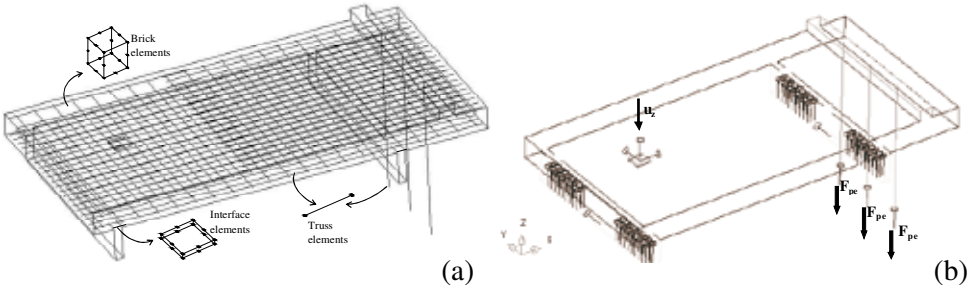 Brick
elements
Interface
elements
Truss
elements
(a)
u_z
F_pe
F_pe
F_pe
Z
Y
X
(b)